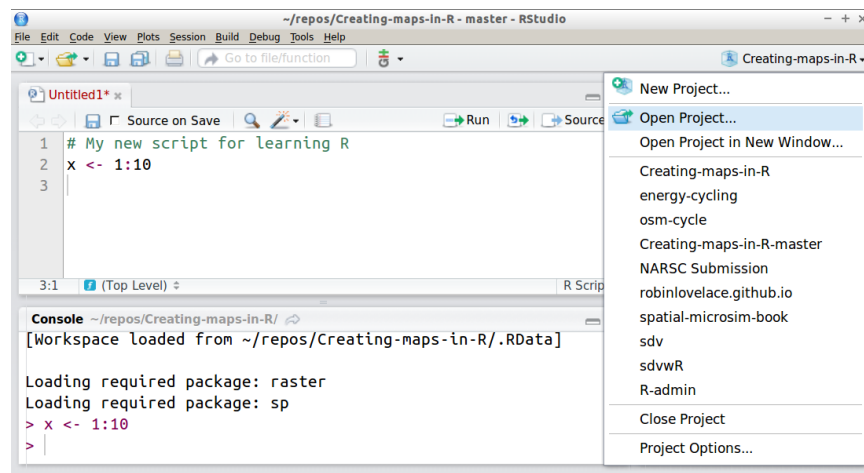 ~/repos/Creating-maps-in-R - master - RStudio
File Edit Code View Plots Session Build Debug Tools Help
Go to file/function
Creating-maps-in-R
Untitled1*
Source on Save
Run
Source
1 # My new script for learning R
2 x <- 1:10
3
3:1 (Top Level) R Scrip
Console ~/repos/Creating-maps-in-R/
[Workspace loaded from ~/repos/Creating-maps-in-R/.RData]
Loading required package: raster
Loading required package: sp
> x <- 1:10
>
New Project...
Open Project...
Open Project in New Window...
Creating-maps-in-R
energy-cycling
osm-cycle
Creating-maps-in-R-master
NARSC Submission
robinlovelace.github.io
spatial-microsim-book
sdv
sdvwR
R-admin
Close Project
Project Options...